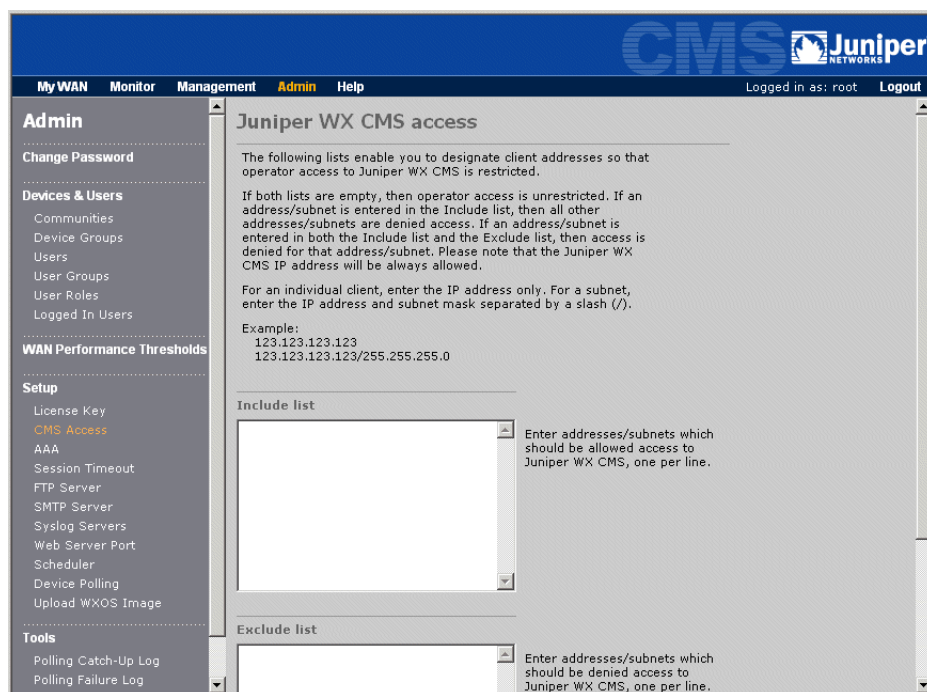 CMS
Juniper
NETWORKS
My WAN Monitor Management Admin Help
Logged in as: root Logout
Admin
Change Password
Devices & Users
Communities
Device Groups
Users
User Groups
User Roles
Logged In Users
WAN Performance Thresholds
Setup
License Key
CMS Access
AAA
Session Timeout
FTP Server
SMTP Server
Syslog Servers
Web Server Port
Scheduler
Device Polling
Upload WXOS Image
Tools
Polling Catch-Up Log
Polling Failure Log
Juniper WX CMS access
The following lists enable you to designate client addresses so that
operator access to Juniper WX CMS is restricted.
If both lists are empty, then operator access is unrestricted. If an
address/subnet is entered in the Include list, then all other
addresses/subnets are denied access. If an address/subnet is
entered in both the Include list and the Exclude list, then access is
denied for that address/subnet. Please note that the Juniper WX
CMS IP address will be always allowed.
For an individual client, enter the IP address only. For a subnet,
enter the IP address and subnet mask separated by a slash (/).
Example:
123.123.123.123
123.123.123.123/255.255.255.0
Include list
Enter addresses/subnets which
should be allowed access to
Juniper WX CMS, one per line.
Exclude list
Enter addresses/subnets which
should be denied access to
Juniper WX CMS, one per line.